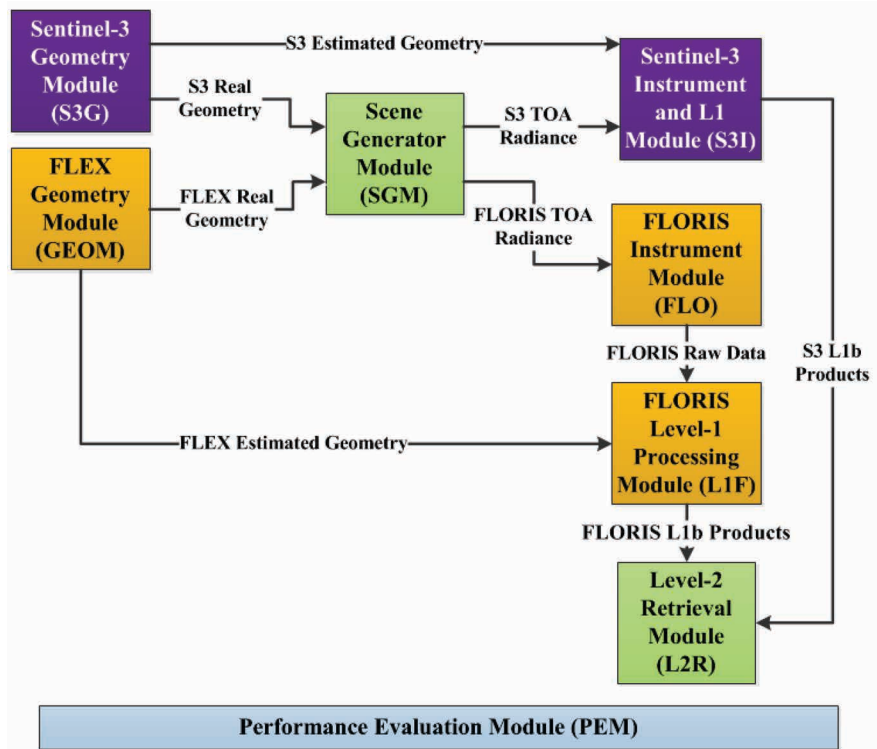 Sentinel-3
Geometry
Module
(S3G)
S3 Estimated Geometry
Sentinel-3
Instrument
and L1
Module (S3I)
S3 Real
Geometry
Scene
Generator
Module
(SGM)
S3 TOA
Radiance
FLEX
Geometry
Module
(GEOM)
FLEX Real
Geometry
FLORIS TOA
Radiance
FLORIS
Instrument
Module
(FLO)
FLORIS Raw Data
S3 L1b
Products
FLORIS
Level-1
Processing
Module (L1F)
FLEX Estimated Geometry
FLORIS L1b Products
Level-2
Retrieval
Module
(L2R)
Performance Evaluation Module (PEM)